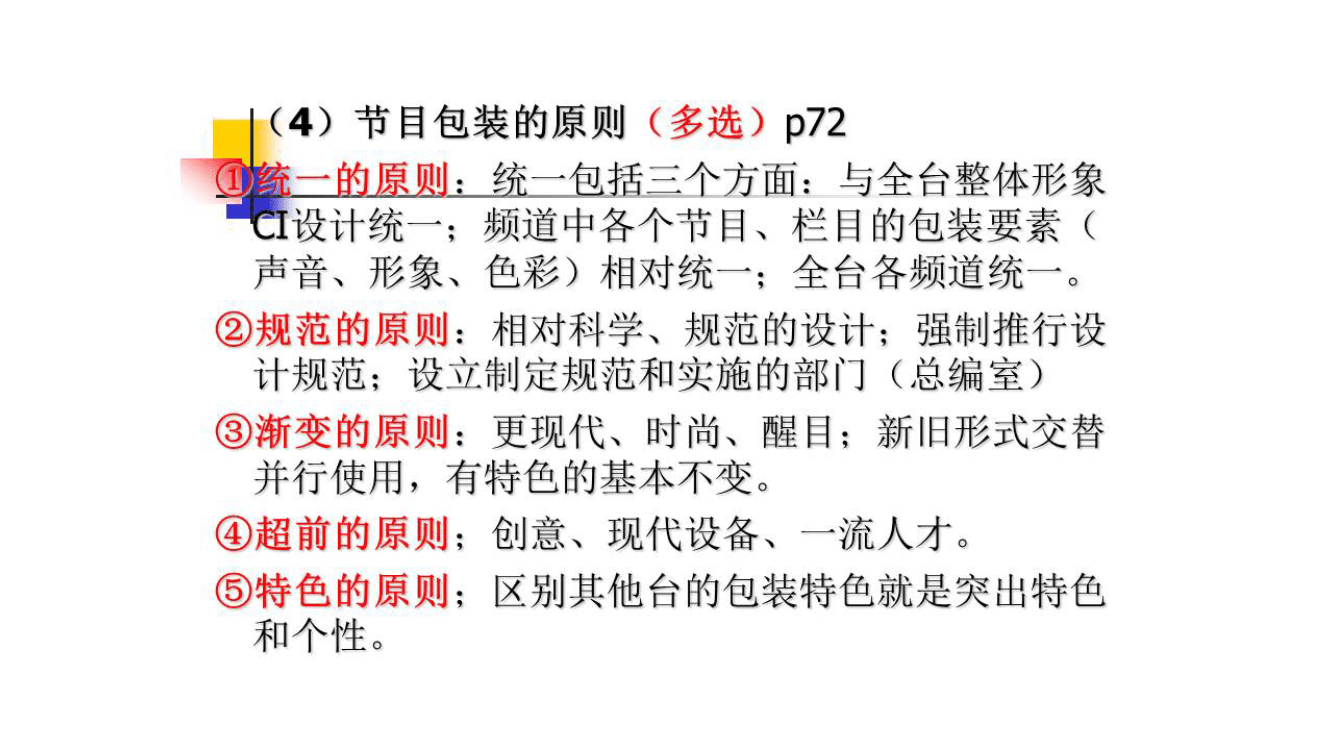 （4）节目包装的原则（多选）p72
①统一的原则：统一包括三个方面：与全台整体形象
CI设计统一；频道中各个节目、栏目的包装要素（
声音、形象、色彩）相对统一；全台各频道统一。
②规范的原则：相对科学、规范的设计；强制推行设
计规范；设立制定规范和实施的部门（总编室）
③渐变的原则：更现代、时尚、醒目；新旧形式交替
并行使用，有特色的基本不变。
④超前的原则；创意、现代设备、一流人才。
⑤特色的原则；区别其他台的包装特色就是突出特色
和个性。